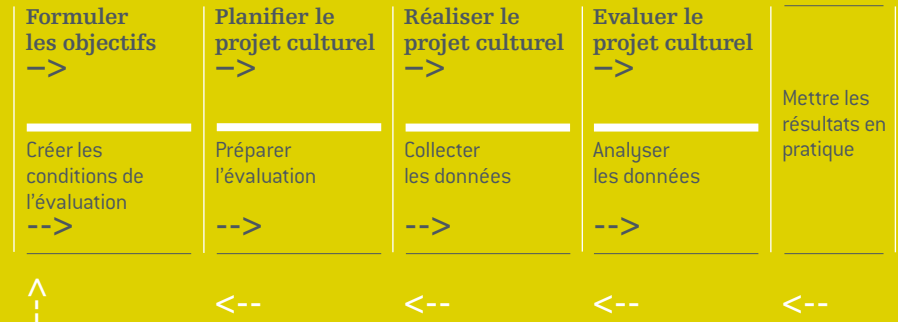 Formuler
les objectifs
–>
Créer les
conditions de
l'évaluation
-->
Planifier le
projet culturel
–>
Préparer
l'évaluation
-->
Réaliser le
projet culturel
–>
Collecter
les données
-->
Evaluer le
projet culturel
–>
Analyser
les données
-->
Mettre les
résultats en
pratique
<-- <-- <-- <--